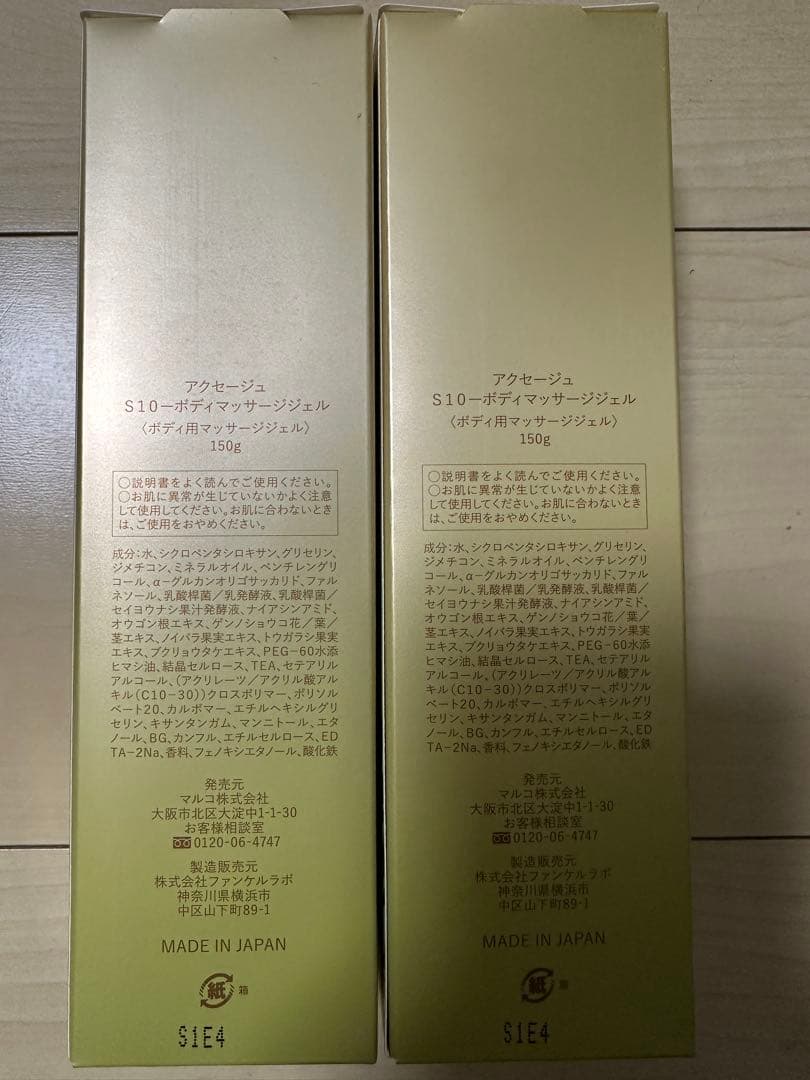 アクセージュ
S10ーボディマッサージジェル
〈ボディ用マッサージジェル〉
150g
○説明書をよく読んでご使用ください。
○お肌に異常が生じていないかよく注意
して使用してください。お肌に合わないとき
は、ご使用をおやめください。
成分:水、シクロペンタシロキサン、グリセリン、
ジメチコン、ミネラルオイル、ペンチレングリ
コール、α－グルカンオリゴサッカリド、ファル
ネソール、乳酸桿菌／乳発酵液、乳酸桿菌／
セイヨウナシ果汁発酵液、ナイアシンアミド、
オウゴン根エキス、ゲンノショウコ花／葉／
茎エキス、ノイバラ果実エキス、トウガラシ果実
エキス、ブクリョウタケエキス、PEG－60水添
ヒマシ油、結晶セルロース、TEA、セテアリル
アルコール、(アクリレーツ／アクリル酸アル
キル(C10－30))クロスポリマー、ポリソル
ベート20、カルボマー、エチルヘキシルグリ
セリン、キサンタンガム、マンニトール、エタ
ノール、BG、カンフル、エチルセルロース、ED
TA－2Na、香料、フェノキシエタノール、酸化鉄
発売元
マルコ株式会社
大阪市北区大淀中1-1-30
お客様相談室
0120-06-4747
製造販売元
株式会社ファンケルラボ
神奈川県横浜市
中区山下町89-1
MADE IN JAPAN
紙 箱
S1E4
アクセージュ
S10ーボディマッサージジェル
〈ボディ用マッサージジェル〉
150g
○説明書をよく読んでご使用ください。
○お肌に異常が生じていないかよく注意
して使用してください。お肌に合わないとき
は、ご使用をおやめください。
成分:水、シクロペンタシロキサン、グリセリン、
ジメチコン、ミネラルオイル、ペンチレングリ
コール、α－グルカンオリゴサッカリド、ファル
ネソール、乳酸桿菌／乳発酵液、乳酸桿菌／
セイヨウナシ果汁発酵液、ナイアシンアミド、
オウゴン根エキス、ゲンノショウコ花／葉／
茎エキス、ノイバラ果実エキス、トウガラシ果実
エキス、ブクリョウタケエキス、PEG－60水添
ヒマシ油、結晶セルロース、TEA、セテアリル
アルコール、(アクリレーツ／アクリル酸アル
キル(C10－30))クロスポリマー、ポリソル
ベート20、カルボマー、エチルヘキシルグリ
セリン、キサンタンガム、マンニトール、エタ
ノール、BG、カンフル、エチルセルロース、ED
TA－2Na、香料、フェノキシエタノール、酸化鉄
発売元
マルコ株式会社
大阪市北区大淀中1-1-30
お客様相談室
0120-06-4747
製造販売元
株式会社ファンケルラボ
神奈川県横浜市
中区山下町89-1
MADE IN JAPAN
紙
S1E4